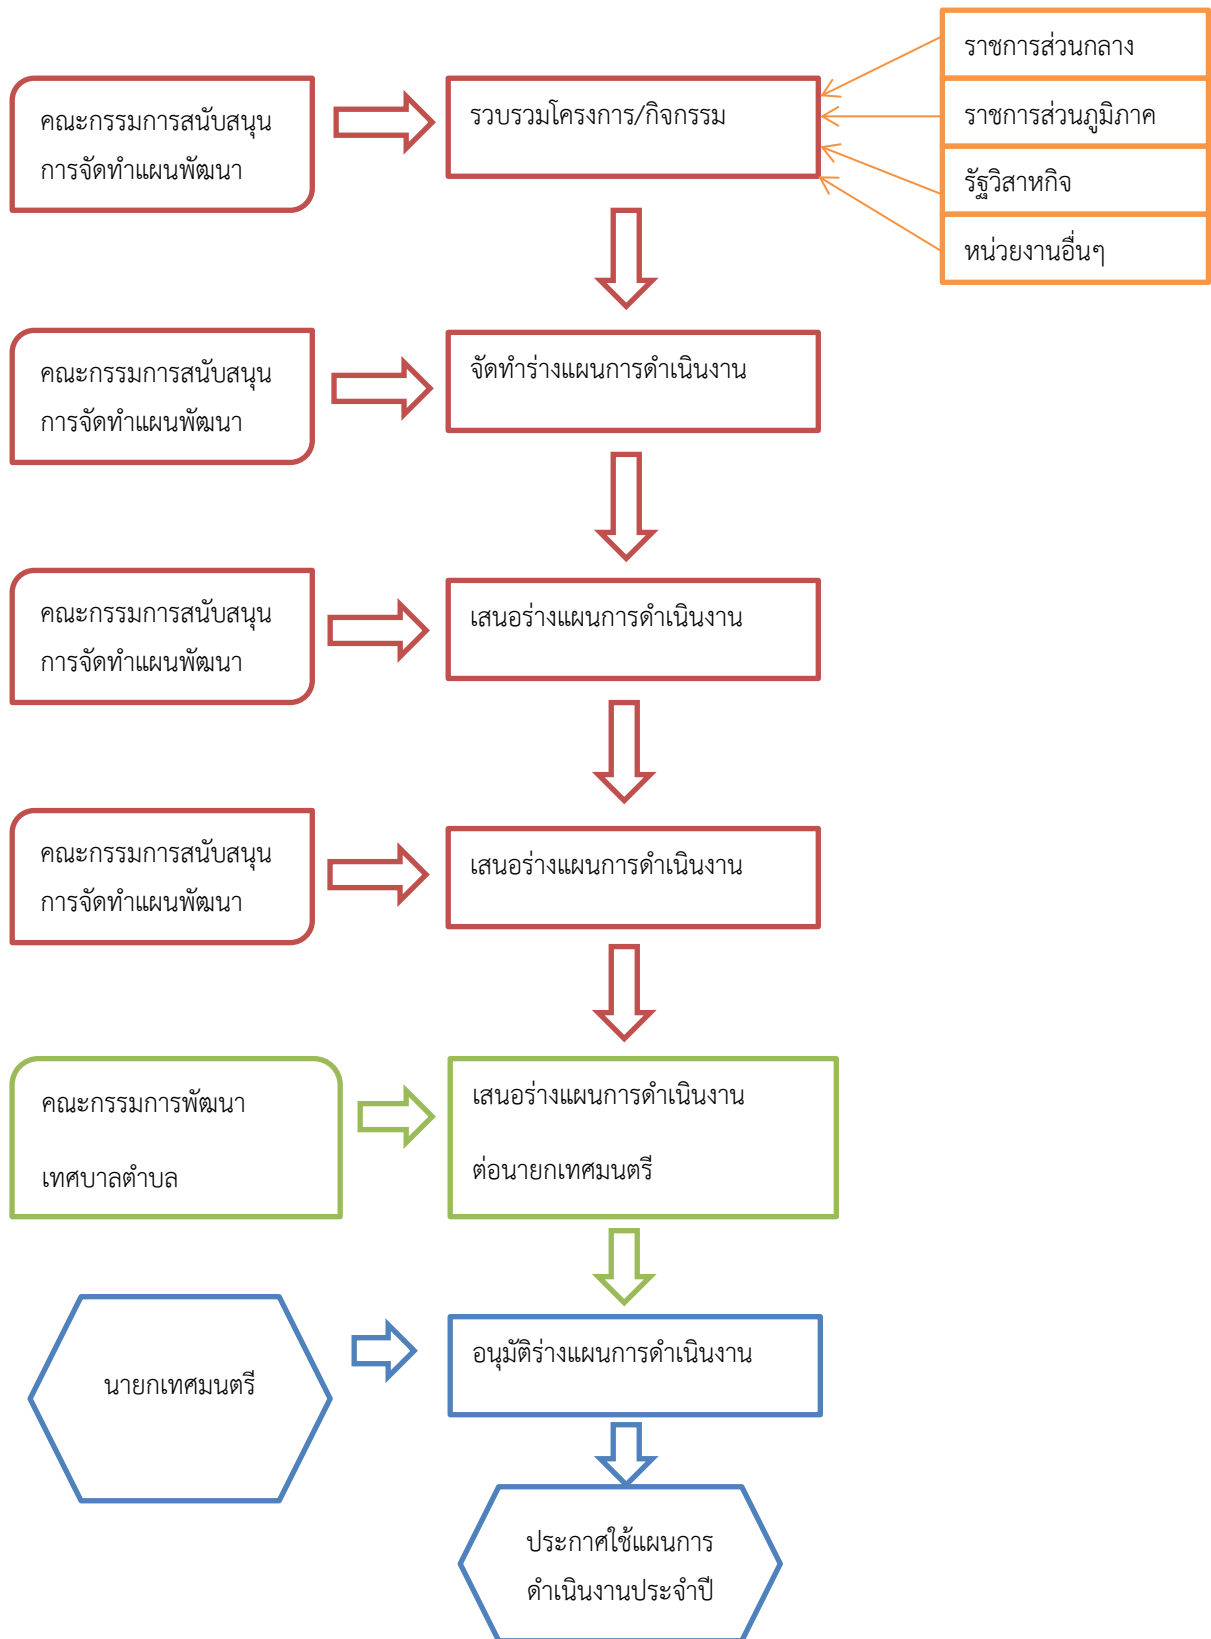 ราชการส่วนกลาง
คณะกรรมการสนับสนุน
การจัดทำแผนพัฒนา
รวบรวมโครงการ/กิจกรรม
ราชการส่วนภูมิภาค
รัฐวิสาหกิจ
หน่วยงานอื่นๆ
คณะกรรมการสนับสนุน
การจัดทำแผนพัฒนา
จัดทำร่างแผนการดำเนินงาน
คณะกรรมการสนับสนุน
การจัดทำแผนพัฒนา
เสนอร่างแผนการดำเนินงาน
คณะกรรมการสนับสนุน
การจัดทำแผนพัฒนา
เสนอร่างแผนการดำเนินงาน
คณะกรรมการพัฒนา
เทศบาลตำบล
เสนอร่างแผนการดำเนินงาน
ต่อนายกเทศมนตรี
นายกเทศมนตรี
อนุมัติร่างแผนการดำเนินงาน
ประกาศใช้แผนการ
ดำเนินงานประจำปี